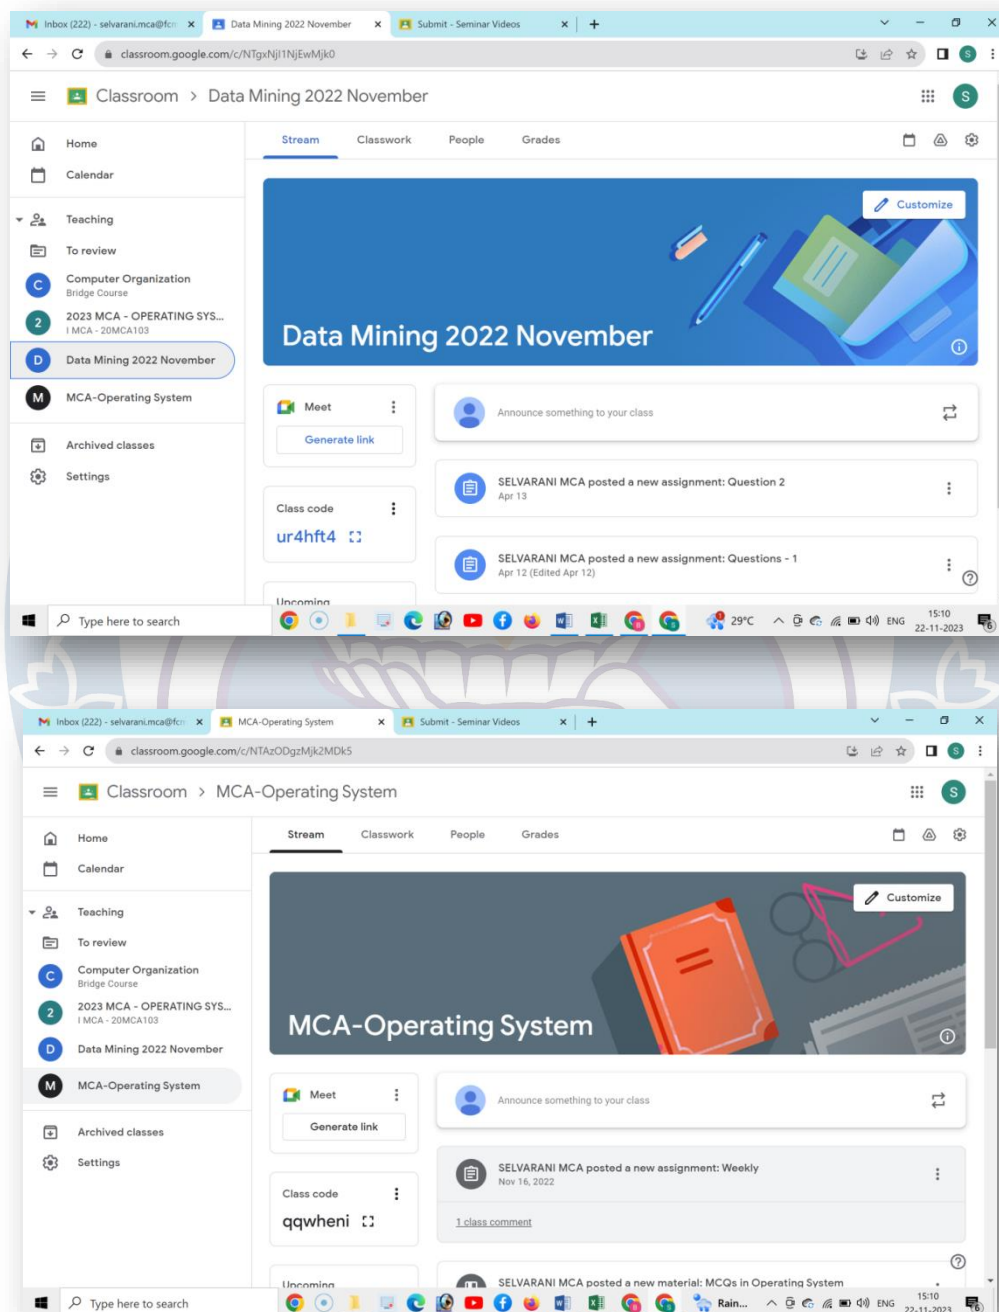 Inbox (222) - selvarani.mca@fcm
Data Mining 2022 November
Submit - Seminar Videos
classroom.google.com/c/NTgxNjI1NjEwMjk0
Classroom > Data Mining 2022 November
S
Home
Stream
Classwork
People
Grades
Calendar
Teaching
Customize
To review
C
Computer Organization
Bridge Course
2
2023 MCA - OPERATING SYS...
I MCA - 20MCA103
Data Mining 2022 November
D
Data Mining 2022 November
M
MCA-Operating System
Meet
Announce something to your class
Generate link
Archived classes
Settings
SELVARANI MCA posted a new assignment: Question 2
Apr 13
Class code
ur4hft4
SELVARANI MCA posted a new assignment: Questions - 1
Apr 12 (Edited Apr 12)
Upcoming
Type here to search
29°C
ENG
15:10
22-11-2023
6
Inbox (222) - selvarani.mca@fcm
MCA-Operating System
Submit - Seminar Videos
classroom.google.com/c/NTAzODgzMjk2MDk5
S
Classroom > MCA-Operating System
S
Home
Stream
Classwork
People
Grades
Calendar
Teaching
Customize
To review
C
Computer Organization
Bridge Course
2
2023 MCA - OPERATING SYS...
I MCA - 20MCA103
MCA-Operating System
D
Data Mining 2022 November
M
MCA-Operating System
Meet
Announce something to your class
Generate link
Archived classes
Settings
SELVARANI MCA posted a new assignment: Weekly
Nov 16, 2022
Class code
qqwheni
1 class comment
Upcoming
SELVARANI MCA posted a new material: MCQs in Operating System
Type here to search
Rain...
ENG
15:10
22-11-2023
6